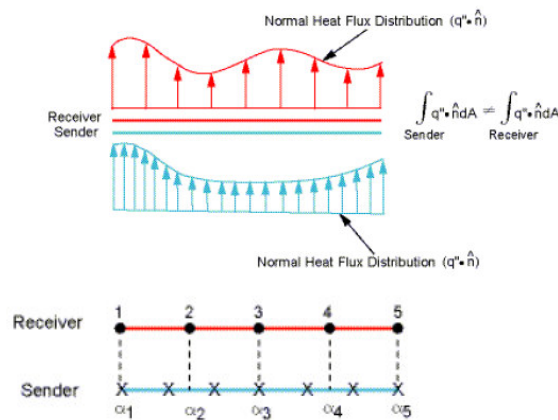 Normal Heat Flux Distribution (q"• n̂)
Receiver
Sender
∫ q"• n̂dA ≠ ∫ q"• n̂dA
Sender Receiver
Normal Heat Flux Distribution (q"• n̂)
1 2 3 4 5
Receiver
Sender
X X X X X X X
α1 α2 α3 α4 α5